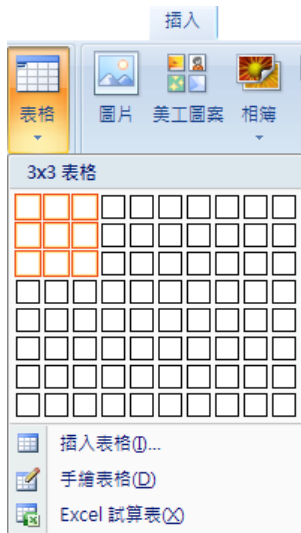 插入
表格 圖片 美工圖案 相簿
3x3 表格
插入表格(I)...
手繪表格(D)
Excel 試算表(X)